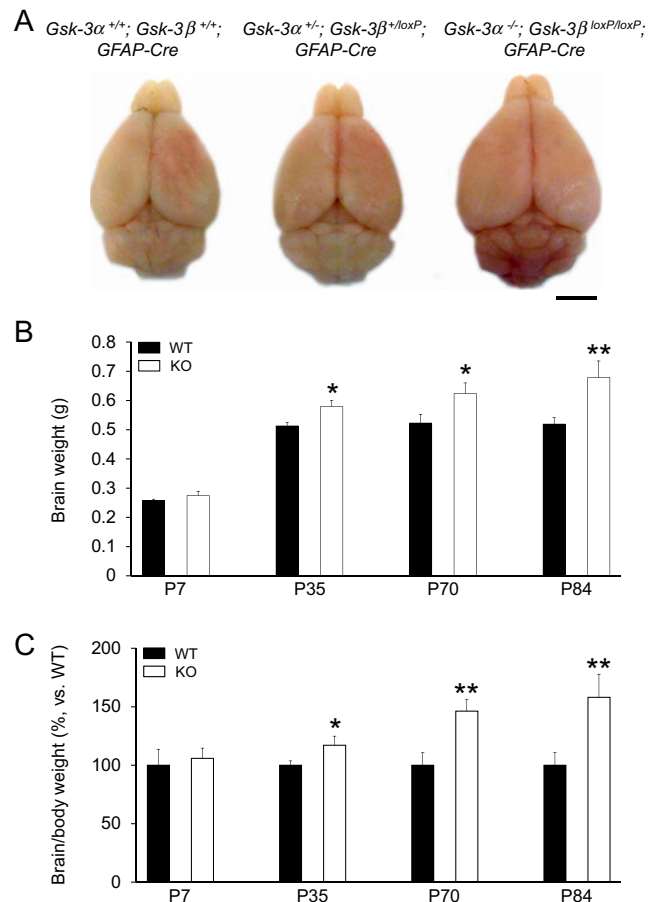 A
Gsk-3α +/+; Gsk-3β +/+; GFAP-Cre
Gsk-3α +/-; Gsk-3β +/loxP; GFAP-Cre
Gsk-3α -/-; Gsk-3β loxP/loxP; GFAP-Cre
B
Brain weight (g)
0.8
0.7
0.6
0.5
0.4
0.3
0.2
0.1
0
WT
KO
*
*
**
P7 P35 P70 P84
C
Brain/body weight (%, vs. WT)
200
150
100
50
0
WT
KO
*
**
**
P7 P35 P70 P84